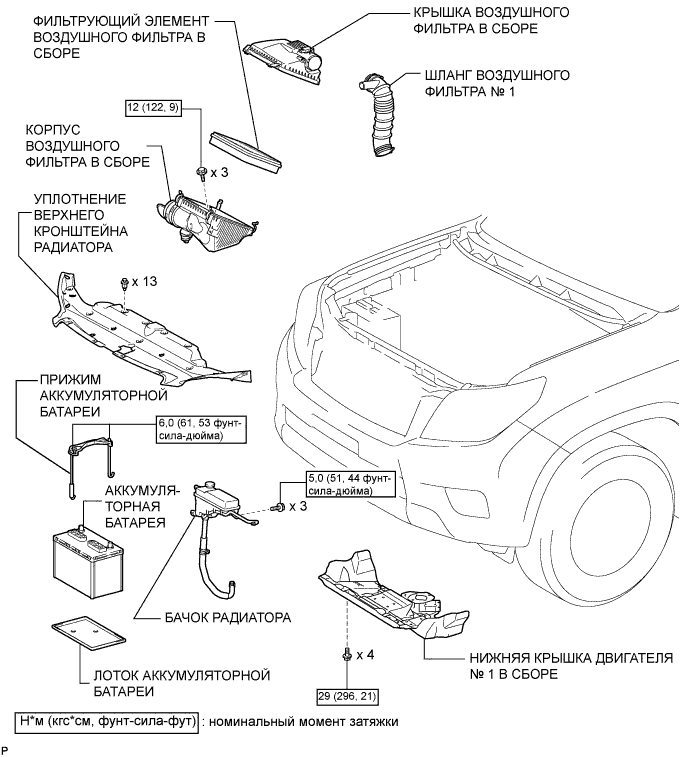 ФИЛЬТРУЮЩИЙ ЭЛЕМЕНТ
ВОЗДУШНОГО ФИЛЬТРА В
СБОРЕ
КРЫШКА ВОЗДУШНОГО
ФИЛЬТРА В СБОРЕ
ШЛАНГ ВОЗДУШНОГО
ФИЛЬТРА № 1
12 (122, 9)
КОРПУС
ВОЗДУШНОГО
ФИЛЬТРА В СБОРЕ
x 3
УПЛОТНЕНИЕ
ВЕРХНЕГО
КРОНШТЕЙНА
РАДИАТОРА
x 13
ПРИЖИМ
АККУМУЛЯТОРНОЙ
БАТАРЕИ
6,0 (61, 53 фунт-
сила-дюйма)
5,0 (51, 44 фунт-
сила-дюйма)
x 3
АККУМУЛЯ-
ТОРНАЯ
БАТАРЕЯ
БАЧОК РАДИАТОРА
ЛОТОК АККУМУЛЯТОРНОЙ
БАТАРЕИ
x 4
НИЖНЯЯ КРЫШКА ДВИГАТЕЛЯ
№ 1 В СБОРЕ
29 (296, 21)
Н*м (кгс*см, фунт-сила-фут) : номинальный момент затяжки
P